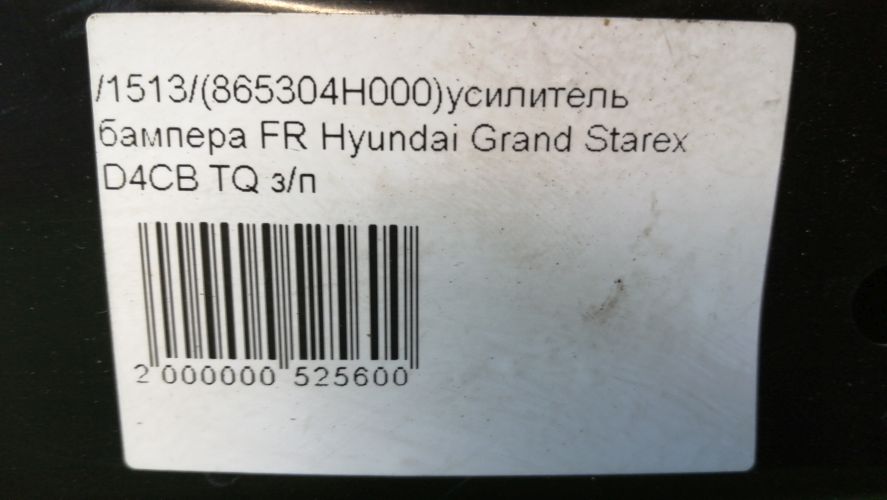 /1513/(865304H000)усилитель
бампера FR Hyundai Grand Starex
D4CB TQ з/п
2 000000 525600